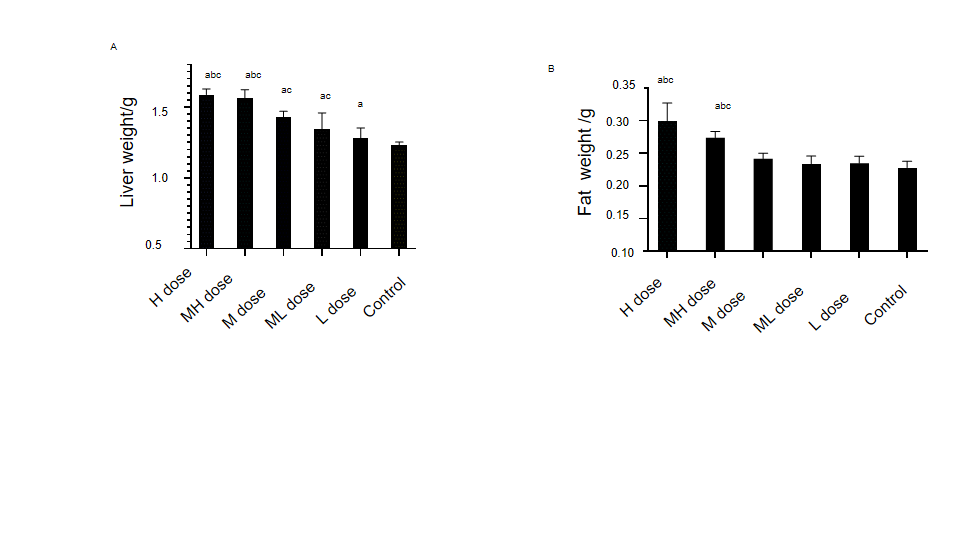 A
abc
abc
ac
ac
a
1.5
1.0
0.5
Liver weight/g
H dose
MH dose
M dose
ML dose
L dose
Control
B
abc
abc
0.35
0.30
0.25
0.20
0.15
0.10
Fat weight /g
H dose
MH dose
M dose
ML dose
L dose
Control